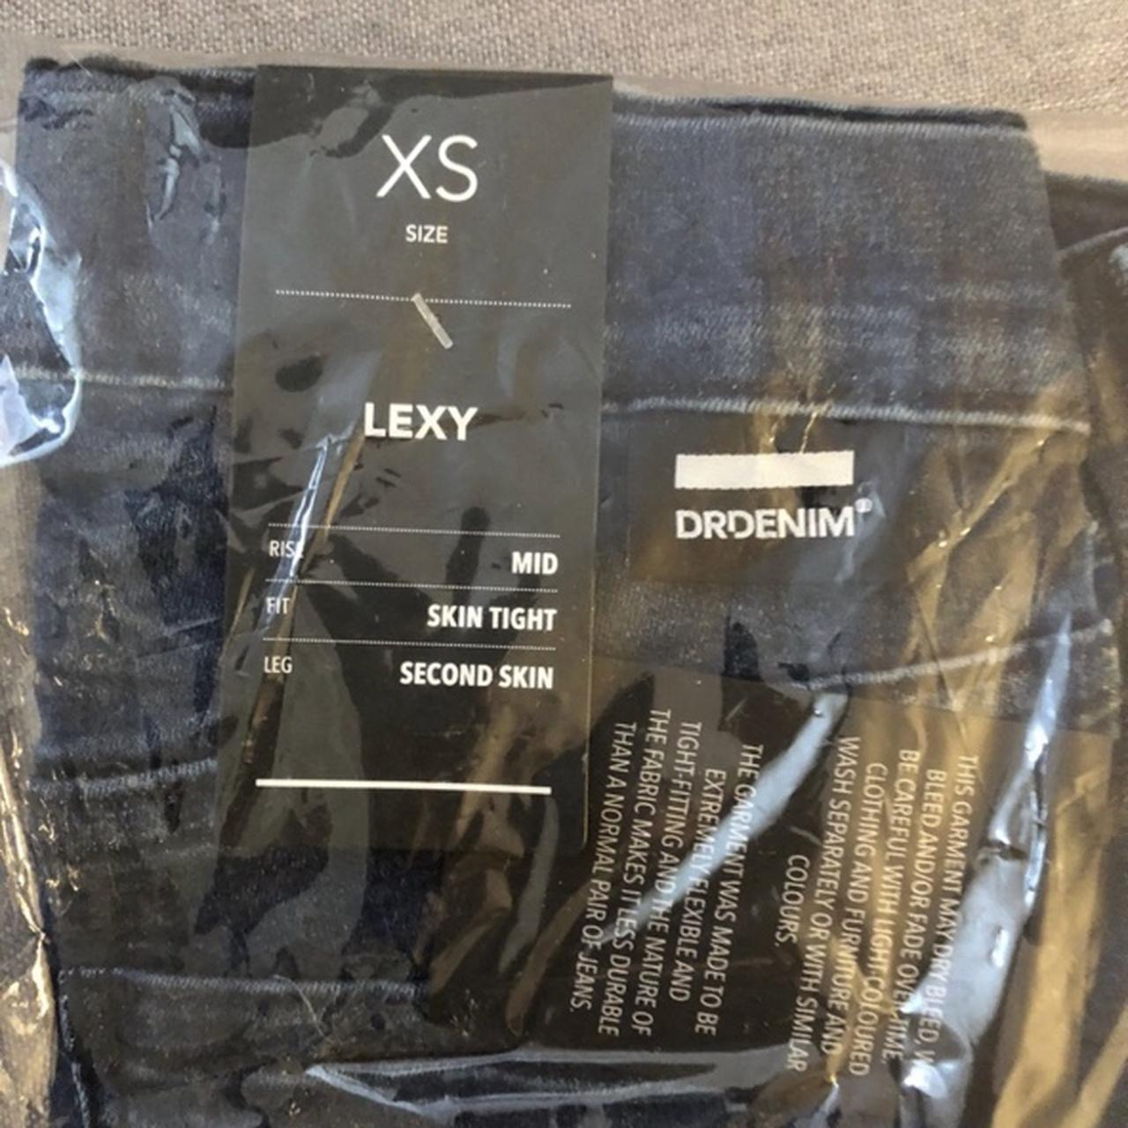 XS
SIZE
LEXY
RISE MID
FIT SKIN TIGHT
LEG SECOND SKIN
DRDENIM®
THIS GARMENT MAY DRY BLEED,
BLEED AND/OR FADE OVER TIME
BE CAREFUL WITH LIGHT COLOURED
CLOTHING AND FURNITURE AND
WASH SEPARATELY OR WITH SIMILAR
COLOURS.
THE GARMENT WAS MADE TO BE
EXTREMELY FLEXIBLE AND
TIGHT-FITTING AND THE NATURE OF
THE FABRIC MAKES IT LESS DURABLE
THAN A NORMAL PAIR OF JEANS.